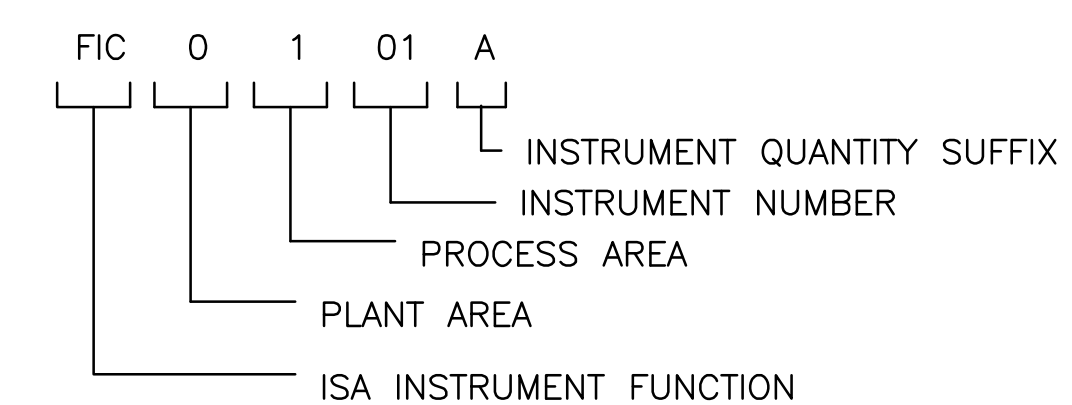 FIC 0 1 01 A
INSTRUMENT QUANTITY SUFFIX
INSTRUMENT NUMBER
PROCESS AREA
PLANT AREA
ISA INSTRUMENT FUNCTION